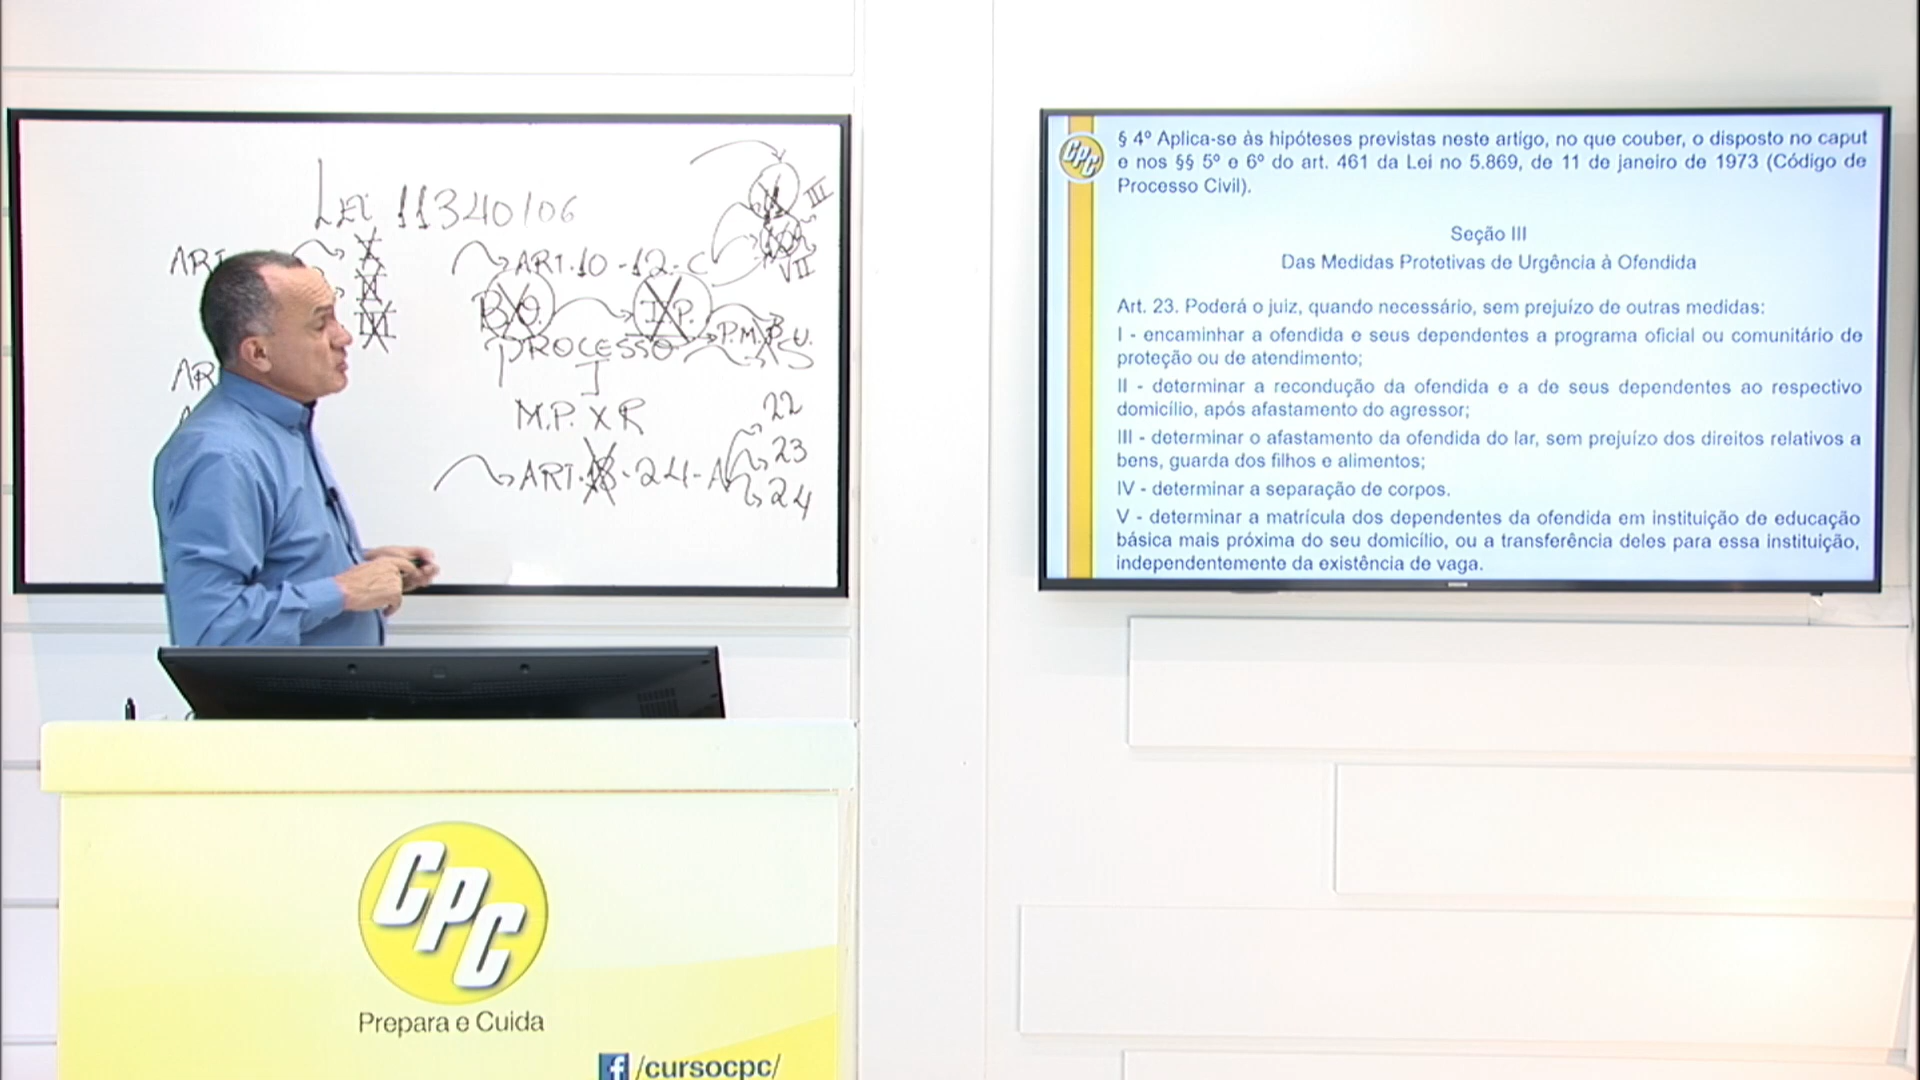 LEI 11340/06
III
VII
ART.
I
II
III
ART.10-12-C
B.O.
I.P.
P.M.B.U.
PROCESSO
AR
M.P. X R
22
ART.18-24-A
23
24
CPC
§ 4º Aplica-se às hipóteses previstas neste artigo, no que couber, o disposto no caput
e nos §§ 5º e 6º do art. 461 da Lei no 5.869, de 11 de janeiro de 1973 (Código de
Processo Civil).
Seção III
Das Medidas Protetivas de Urgência à Ofendida
Art. 23. Poderá o juiz, quando necessário, sem prejuízo de outras medidas:
I - encaminhar a ofendida e seus dependentes a programa oficial ou comunitário de
proteção ou de atendimento;
II - determinar a recondução da ofendida e a de seus dependentes ao respectivo
domicílio, após afastamento do agressor;
III - determinar o afastamento da ofendida do lar, sem prejuízo dos direitos relativos a
bens, guarda dos filhos e alimentos;
IV - determinar a separação de corpos.
V - determinar a matrícula dos dependentes da ofendida em instituição de educação
básica mais próxima do seu domicílio, ou a transferência deles para essa instituição,
independentemente da existência de vaga.
CPC
Prepara e Cuida
f /cursocpc/